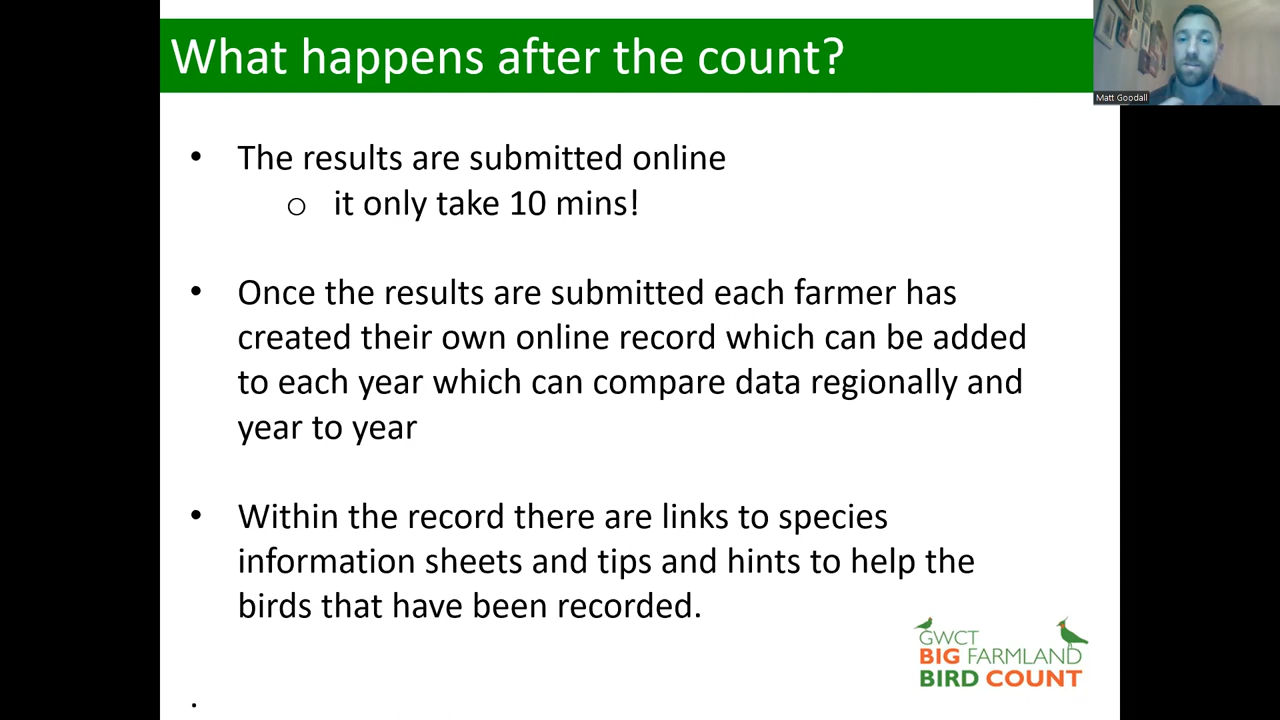 What happens after the count?
Matt Goodall
• The results are submitted online
o it only take 10 mins!
• Once the results are submitted each farmer has
created their own online record which can be added
to each year which can compare data regionally and
year to year
• Within the record there are links to species
information sheets and tips and hints to help the
birds that have been recorded.
GWCT
BIG FARMLAND
BIRD COUNT
.